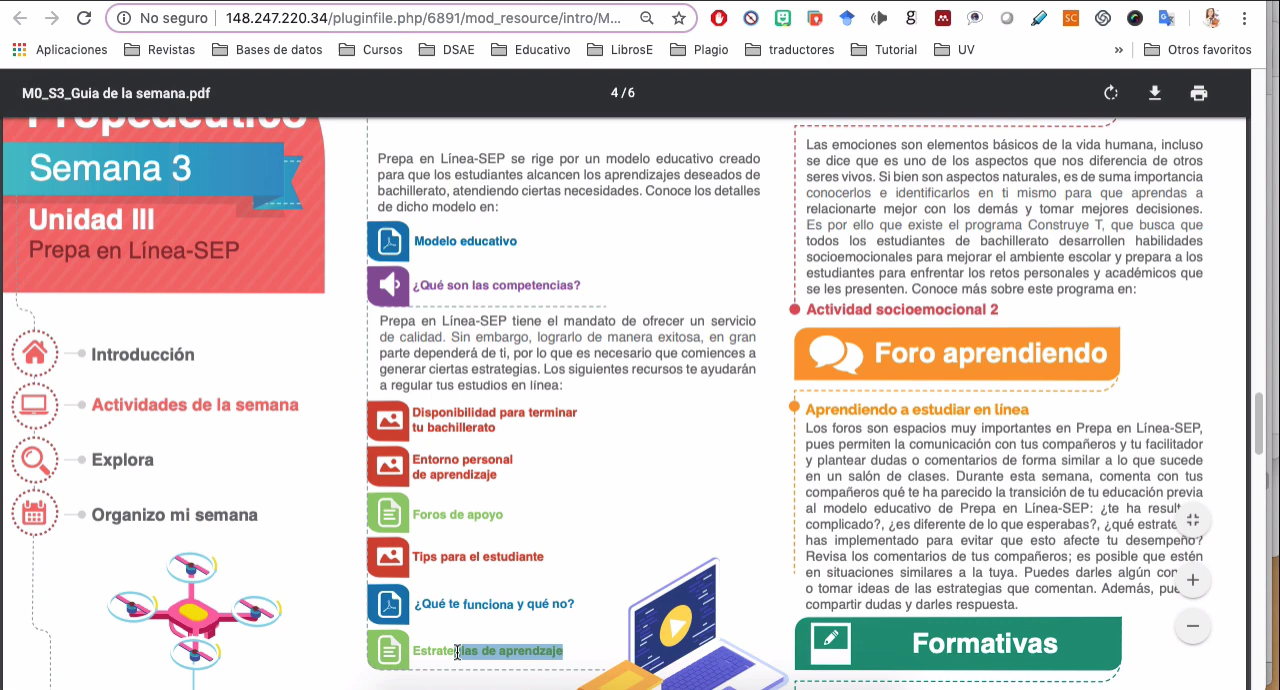 No seguro
148.247.220.34/pluginfile.php/6891/mod_resource/intro/M...
Aplicaciones
Revistas
Bases de datos
Cursos
DSAE
Educativo
LibrosE
Plagio
traductores
Tutorial
UV
»
Otros favoritos
M0_S3_Guia de la semana.pdf
4 / 6
Propedéutico
Semana 3
Unidad III
Prepa en Línea-SEP
Introducción
Actividades de la semana
Explora
Organizo mi semana
Prepa en Línea-SEP se rige por un modelo educativo creado
para que los estudiantes alcancen los aprendizajes deseados de
bachillerato, atendiendo ciertas necesidades. Conoce los detalles
de dicho modelo en:
Modelo educativo
¿Qué son las competencias?
Prepa en Línea-SEP tiene el mandato de ofrecer un servicio
de calidad. Sin embargo, lograrlo de manera exitosa, en gran
parte dependerá de ti, por lo que es necesario que comiences a
generar ciertas estrategias. Los siguientes recursos te ayudarán
a regular tus estudios en línea:
Disponibilidad para terminar
tu bachillerato
Entorno personal
de aprendizaje
Foros de apoyo
Tips para el estudiante
¿Qué te funciona y qué no?
Estrategias de aprendzaje
Las emociones son elementos básicos de la vida humana, incluso
se dice que es uno de los aspectos que nos diferencia de otros
seres vivos. Si bien son aspectos naturales, es de suma importancia
conocerlos e identificarlos en ti mismo para que aprendas a
relacionarte mejor con los demás y tomar mejores decisiones.
Es por ello que existe el programa Construye T, que busca que
todos los estudiantes de bachillerato desarrollen habilidades
socioemocionales para mejorar el ambiente escolar y prepara a los
estudiantes para enfrentar los retos personales y académicos que
se les presenten. Conoce más sobre este programa en:
Actividad socioemocional 2
Foro aprendiendo
Aprendiendo a estudiar en línea
Los foros son espacios muy importantes en Prepa en Línea-SEP,
pues permiten la comunicación con tus compañeros y tu facilitador
y plantear dudas o comentarios de forma similar a lo que sucede
en un salón de clases. Durante esta semana, comenta con tus
compañeros qué te ha parecido la transición de tu educación previa
al modelo educativo de Prepa en Línea-SEP: ¿te ha result
complicado?, ¿es diferente de lo que esperabas?, ¿qué estrate
has implementado para evitar que esto afecte tu desempeño?
Revisa los comentarios de tus compañeros; es posible que estén
en situaciones similares a la tuya. Puedes darles algún con
o tomar ideas de las estrategias que comentan. Además, pue
compartir dudas y darles respuesta.
Formativas